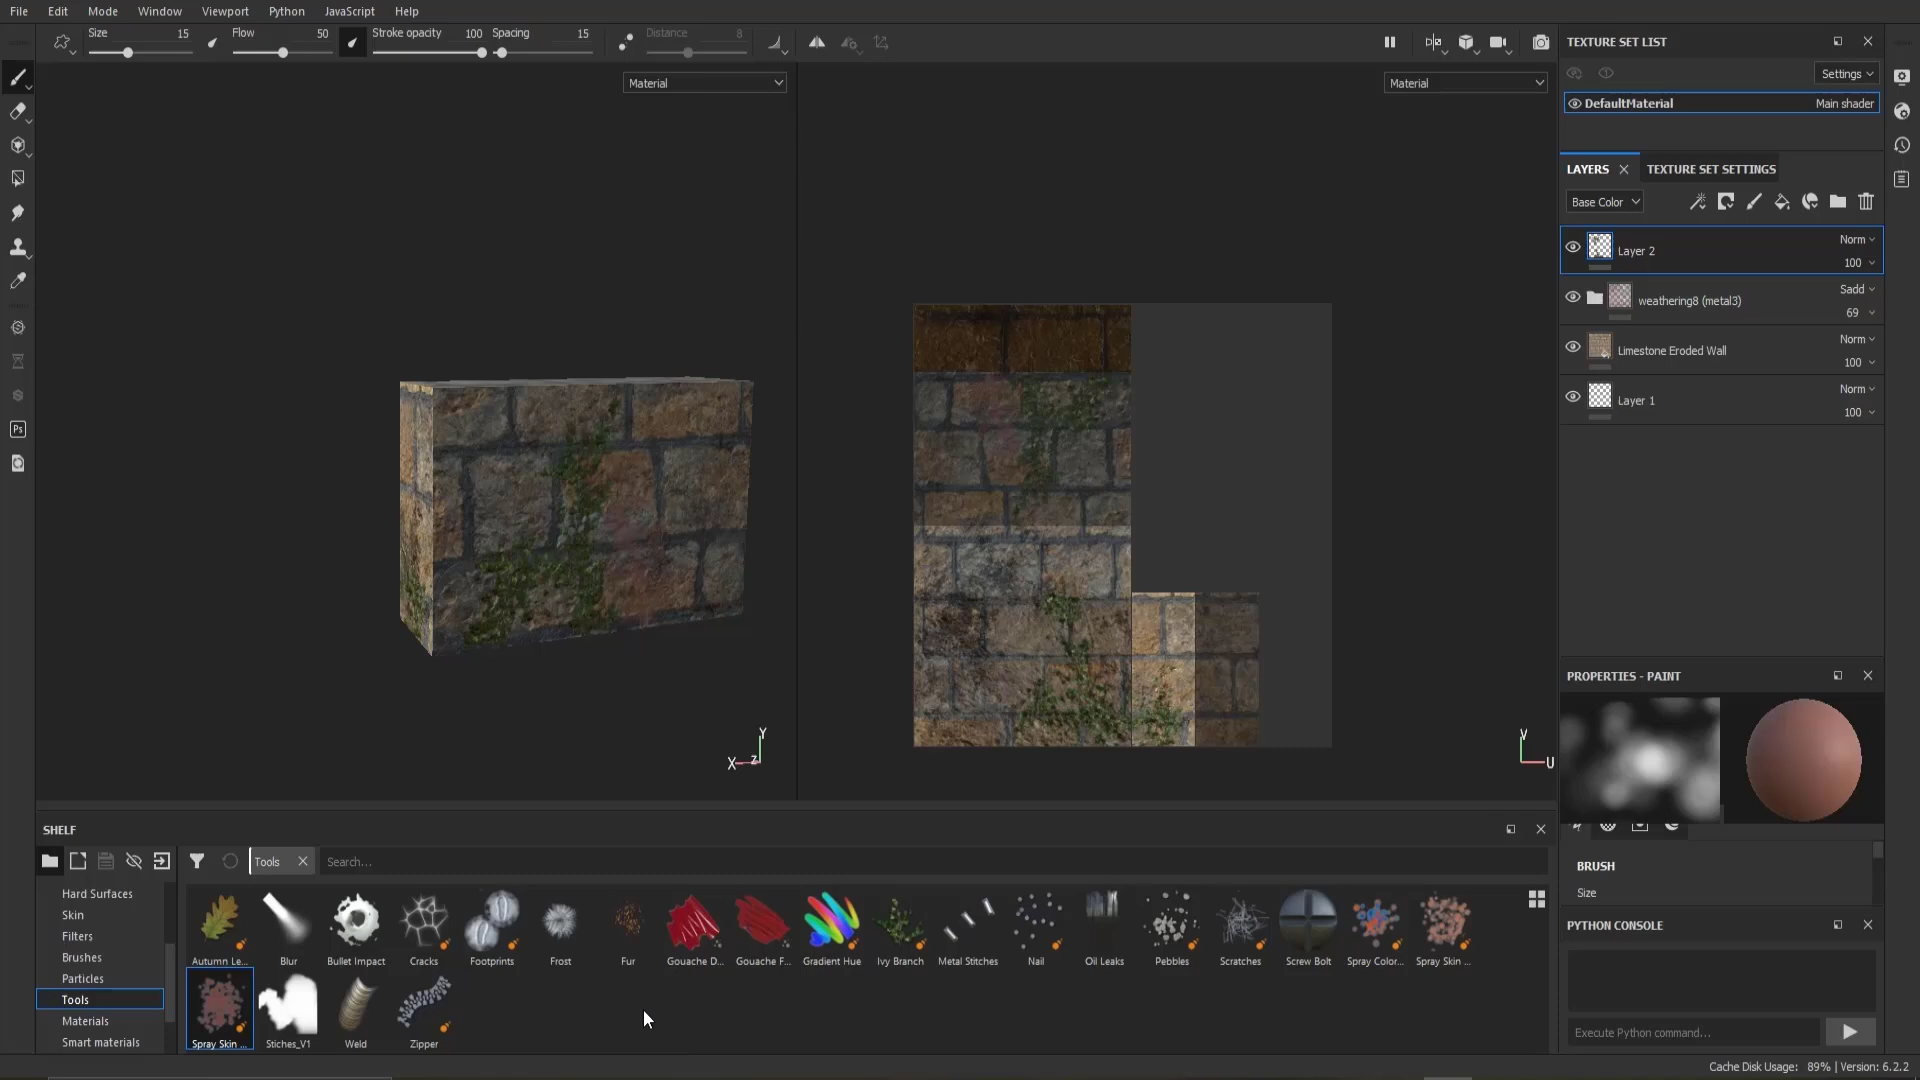 File Edit Mode Window Viewport Python JavaScript Help
Size 15 Flow 50 Stroke opacity 100 Spacing 15 Distance 8
Material
Material
TEXTURE SET LIST
Settings
DefaultMaterial Main shader
LAYERS TEXTURE SET SETTINGS
Base Color
Layer 2 Norm
100
weathering8 (metal3) Sadd
69
Limestone Eroded Wall Norm
100
Layer 1 Norm
100
Ps
Y
X Z
V
U
PROPERTIES - PAINT
BRUSH
Size
PYTHON CONSOLE
Execute Python command...
SHELF
Tools
Search...
Hard Surfaces
Skin
Filters
Brushes
Particles
Tools
Materials
Smart materials
Autumn Le... Blur Bullet Impact Cracks Footprints Frost Fur Gouache D... Gouache F... Gradient Hue Ivy Branch Metal Stitches Nail Oil Leaks Pebbles Scratches Screw Bolt Spray Color... Spray Skin ...
Spray Skin ... Stiches_V1 Weld Zipper
Cache Disk Usage: 89% | Version: 6.2.2